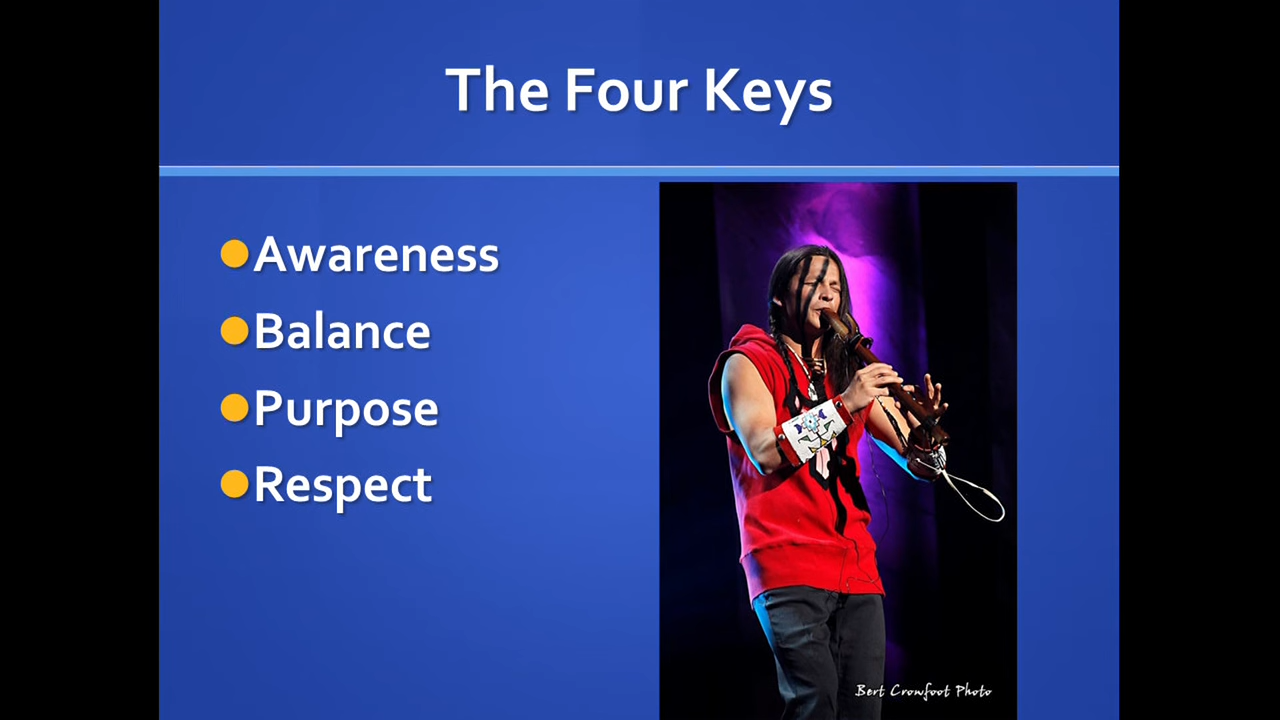 The Four Keys
Awareness
Balance
Purpose
Respect
Bert Crowfoot Photo